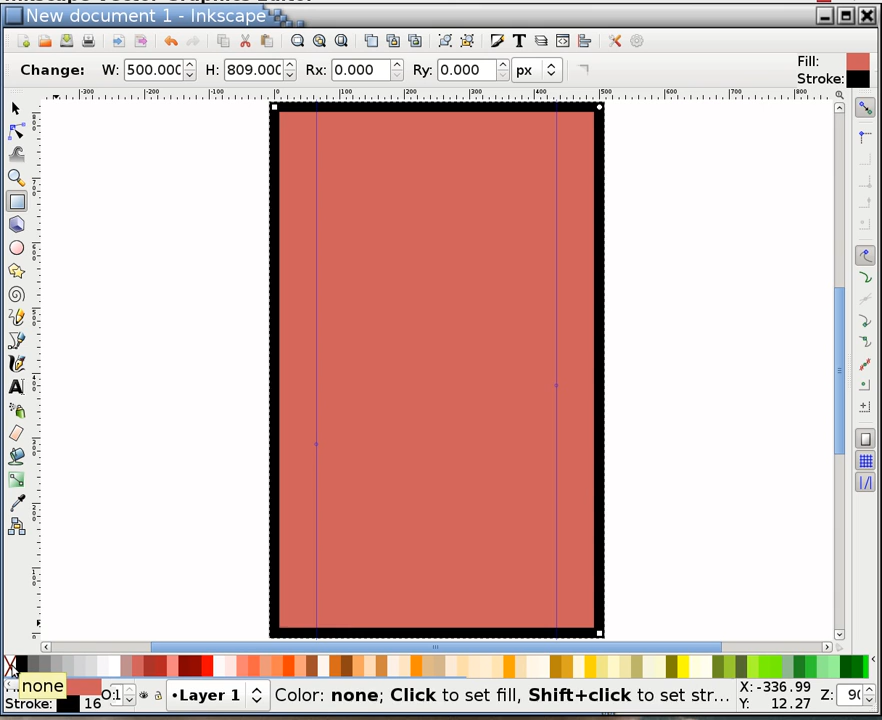 New document 1 - Inkscape
Change: W: 500.000 H: 809.000 Rx: 0.000 Ry: 0.000 px
Fill:
Stroke:
-300 -200 -100 0 100 200 300 400 500 600 700 800
none
Stroke: 16
O:1
•Layer 1
Color: none; Click to set fill, Shift+click to set str...
X: -336.99
Y: 12.27
Z: 90